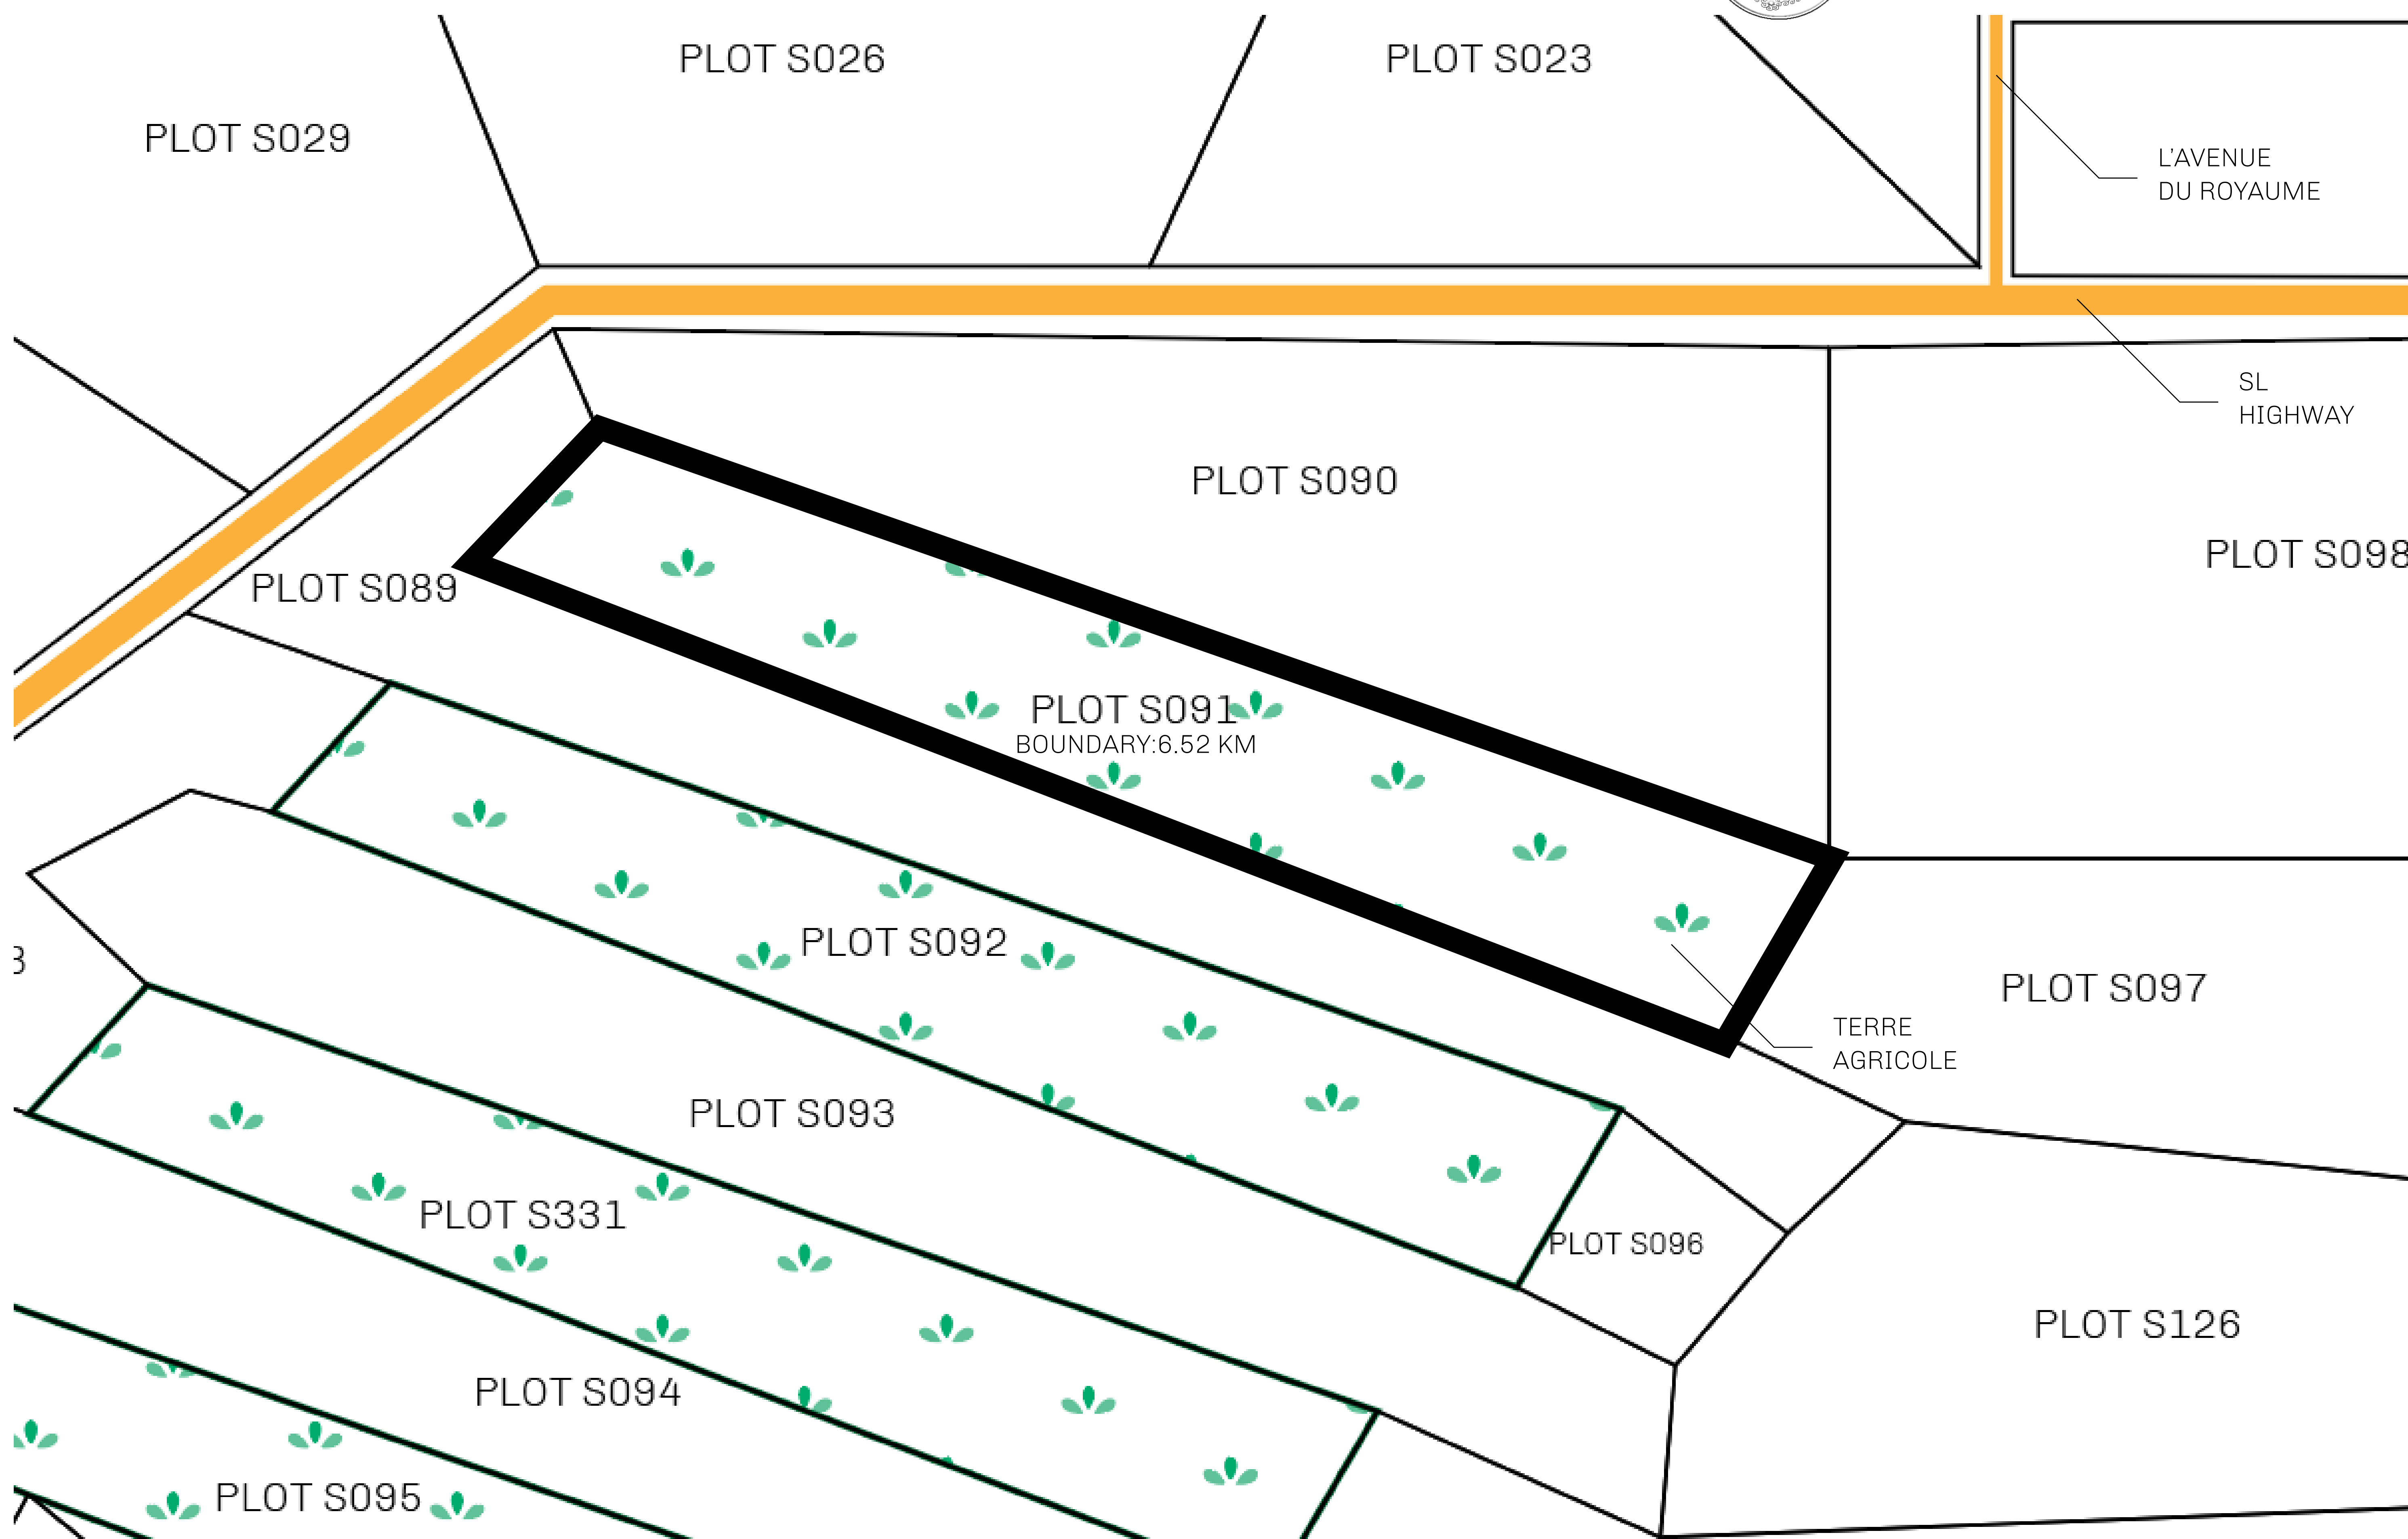 PLOT S026
PLOT S023
PLOT S029
L'AVENUE
DU ROYAUME
SL
HIGHWAY
PLOT S090
PLOT S098
PLOT S089
PLOT S091
BOUNDARY:6.52 KM
PLOT S092
3
PLOT S097
TERRE
AGRICOLE
PLOT S093
PLOT S331
PLOT S096
PLOT S126
PLOT S094
PLOT S095